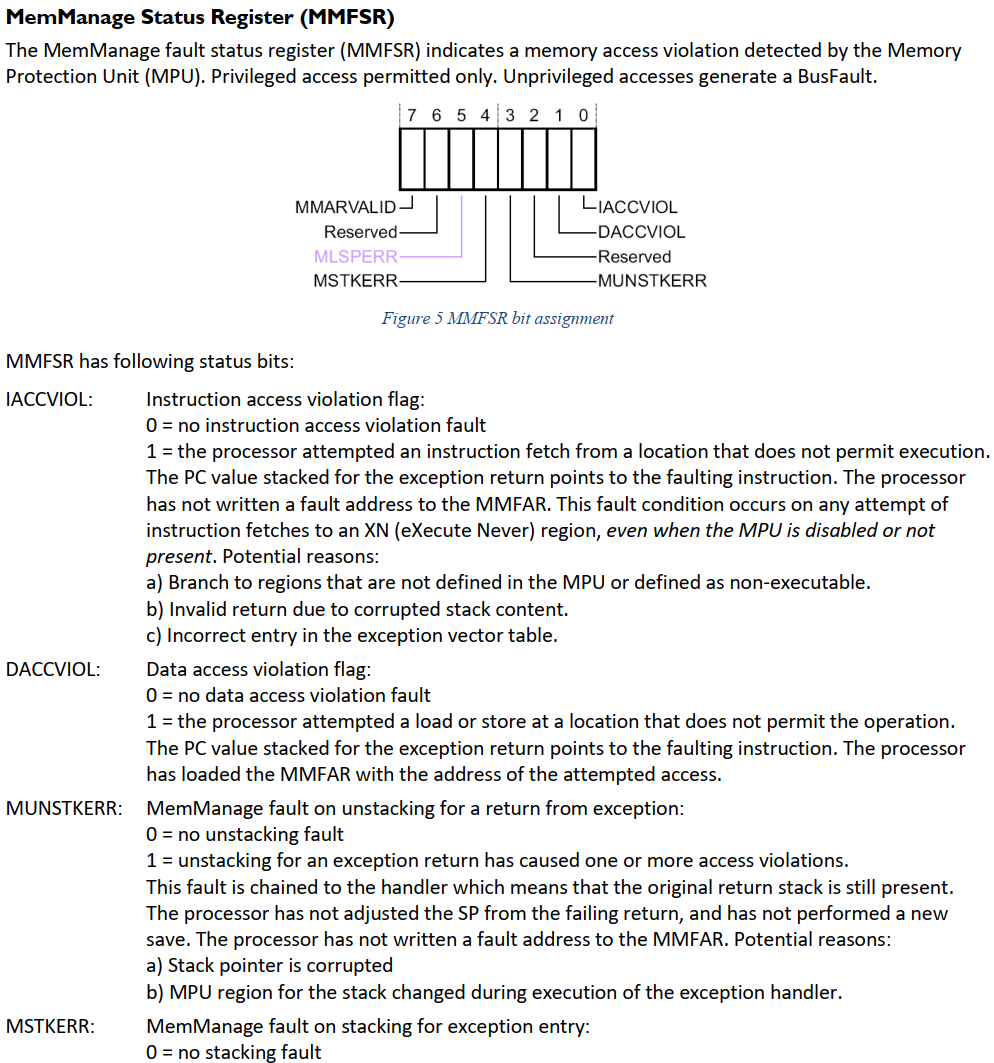 MemManage Status Register (MMFSR)
The MemManage fault status register (MMFSR) indicates a memory access violation detected by the Memory
Protection Unit (MPU). Privileged access permitted only. Unprivileged accesses generate a BusFault.
7 6 5 4 3 2 1 0
MMARVALID IACCVIOL
Reserved DACCVIOL
MLSPERR Reserved
MSTKERR MUNSTKERR
Figure 5 MMFSR bit assignment
MMFSR has following status bits:
IACCVIOL: Instruction access violation flag:
0 = no instruction access violation fault
1 = the processor attempted an instruction fetch from a location that does not permit execution.
The PC value stacked for the exception return points to the faulting instruction. The processor
has not written a fault address to the MMFAR. This fault condition occurs on any attempt of
instruction fetches to an XN (eXecute Never) region, even when the MPU is disabled or not
present. Potential reasons:
a) Branch to regions that are not defined in the MPU or defined as non-executable.
b) Invalid return due to corrupted stack content.
c) Incorrect entry in the exception vector table.
DACCVIOL: Data access violation flag:
0 = no data access violation fault
1 = the processor attempted a load or store at a location that does not permit the operation.
The PC value stacked for the exception return points to the faulting instruction. The processor
has loaded the MMFAR with the address of the attempted access.
MUNSTKERR: MemManage fault on unstacking for a return from exception:
0 = no unstacking fault
1 = unstacking for an exception return has caused one or more access violations.
This fault is chained to the handler which means that the original return stack is still present.
The processor has not adjusted the SP from the failing return, and has not performed a new
save. The processor has not written a fault address to the MMFAR. Potential reasons:
a) Stack pointer is corrupted
b) MPU region for the stack changed during execution of the exception handler.
MSTKERR: MemManage fault on stacking for exception entry:
0 = no stacking fault